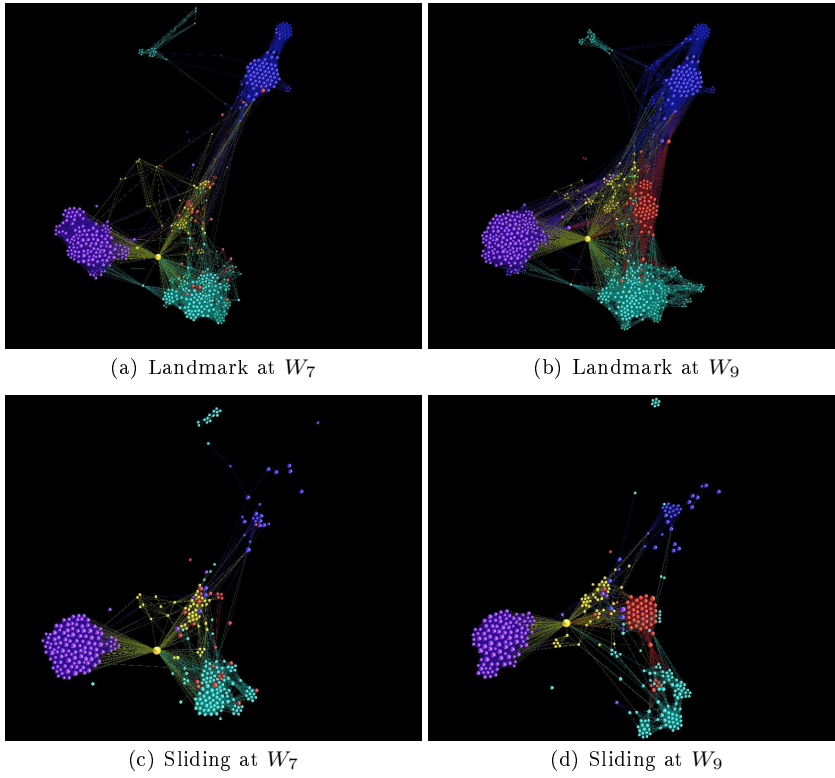 (a) Landmark at W₇
(b) Landmark at W₉
(c) Sliding at W₇
(d) Sliding at W₉